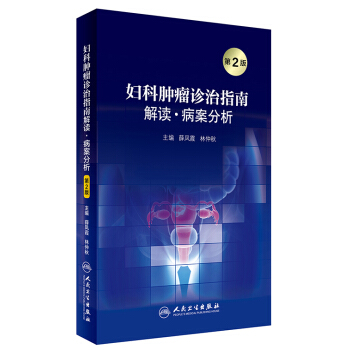 第2版
妇科肿瘤诊治指南
解读·病案分析
主编 薛凤霞 林仲秋
人民卫生出版社
妇科肿瘤诊治指南解读·病案分析
第2版
主编 薛凤霞 林仲秋
人民卫生出版社